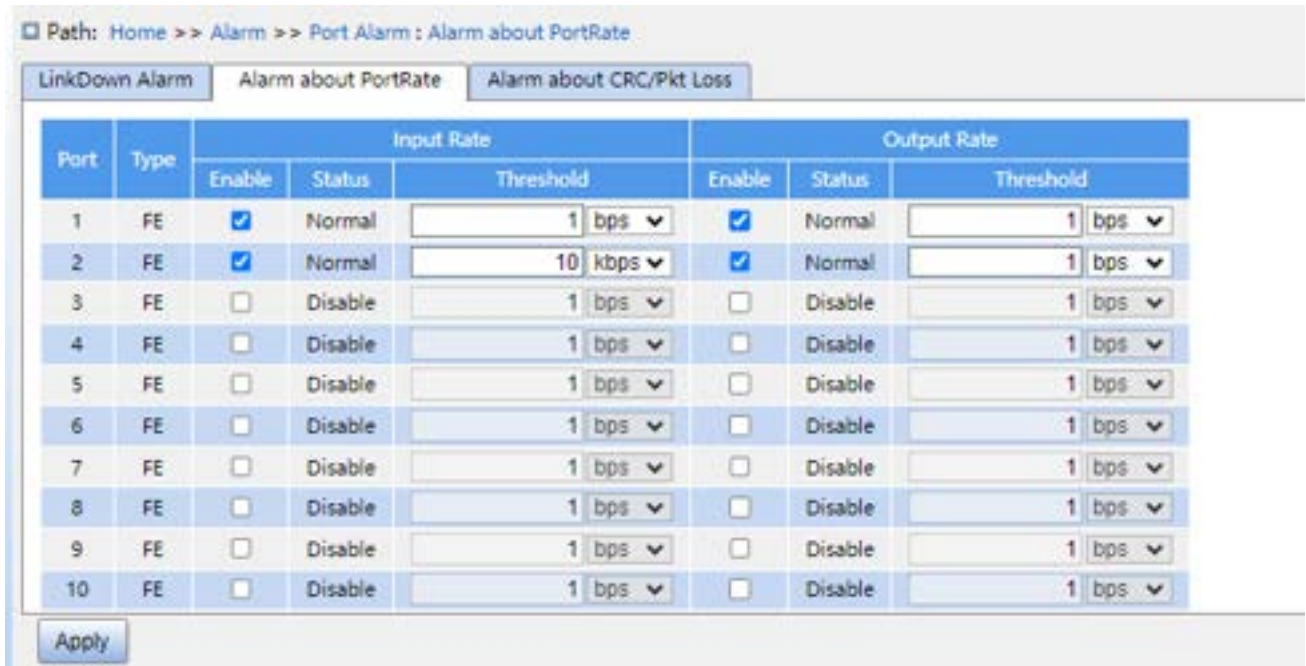 Path: Home >> Alarm >> Port Alarm : Alarm about PortRate
LinkDown Alarm Alarm about PortRate Alarm about CRC/Pkt Loss
Port Type Input Rate Output Rate
Enable Status Threshold Enable Status Threshold
1 FE Normal 1 bps Normal 1 bps
2 FE Normal 10 kbps Normal 1 bps
3 FE Disable 1 bps Disable 1 bps
4 FE Disable 1 bps Disable 1 bps
5 FE Disable 1 bps Disable 1 bps
6 FE Disable 1 bps Disable 1 bps
7 FE Disable 1 bps Disable 1 bps
8 FE Disable 1 bps Disable 1 bps
9 FE Disable 1 bps Disable 1 bps
10 FE Disable 1 bps Disable 1 bps
Apply